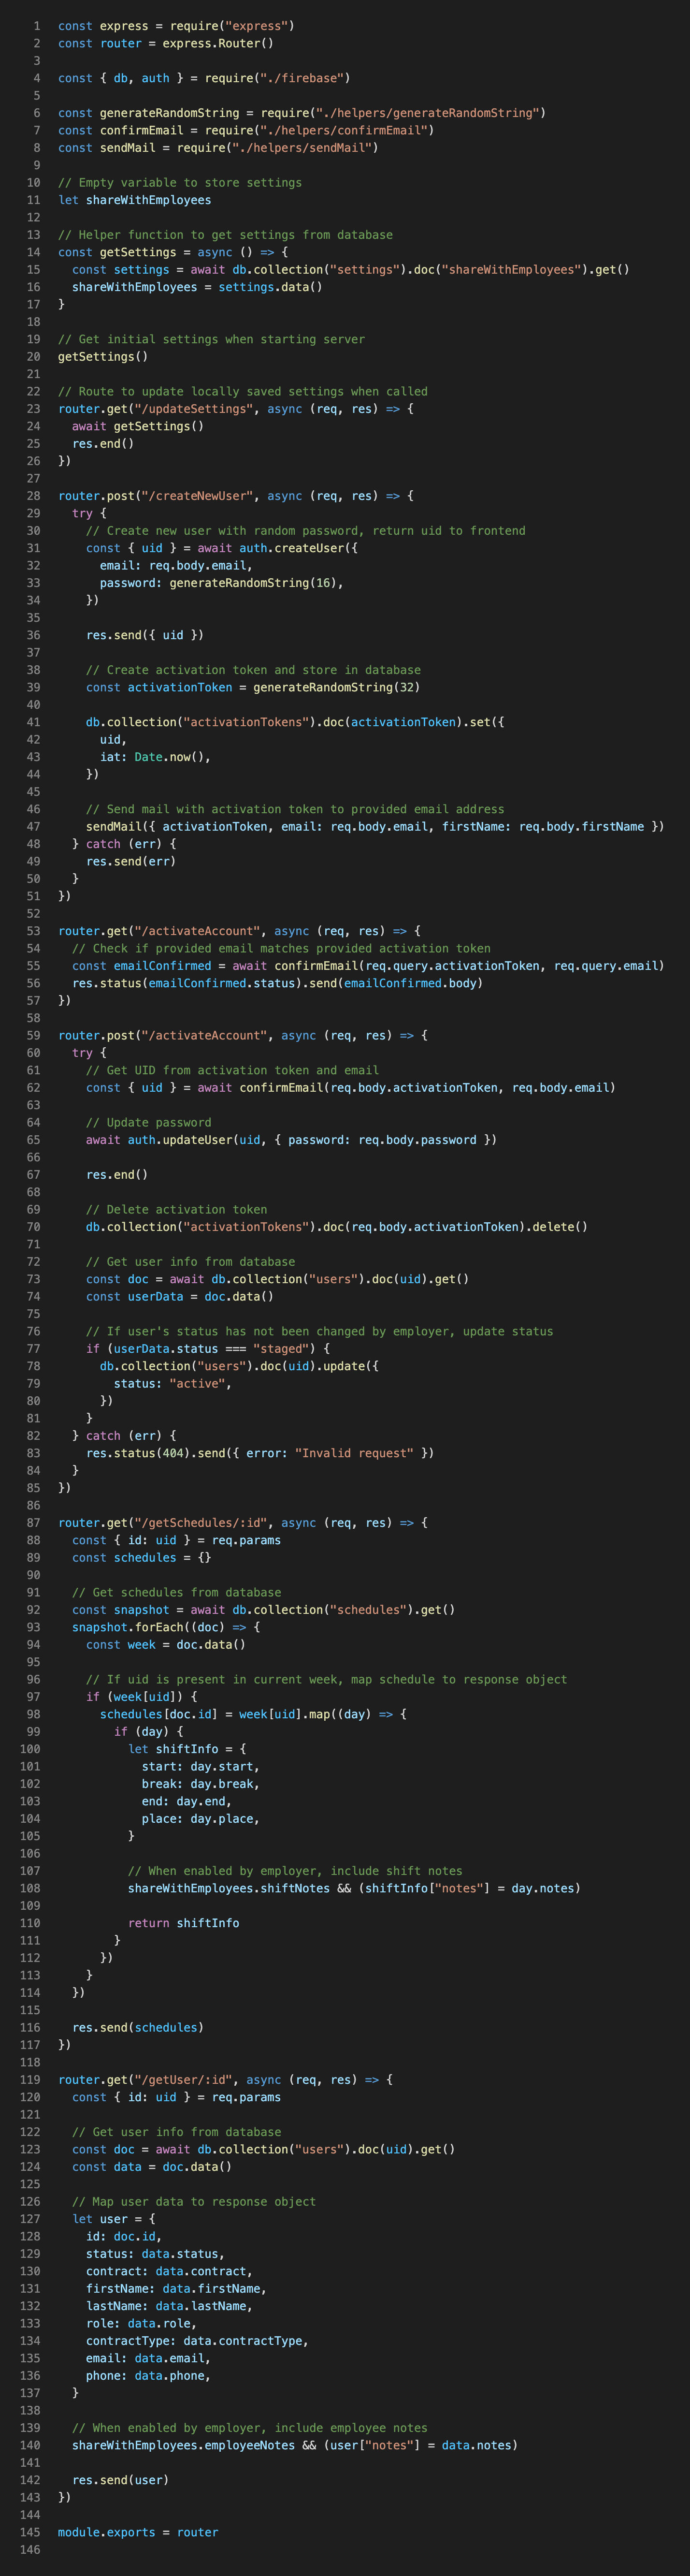 1 const express = require("express")
2 const router = express.Router()
3
4 const { db, auth } = require("./firebase")
5
6 const generateRandomString = require("./helpers/generateRandomString")
7 const confirmEmail = require("./helpers/confirmEmail")
8 const sendMail = require("./helpers/sendMail")
9
10 // Empty variable to store settings
11 let shareWithEmployees
12
13 // Helper function to get settings from database
14 const getSettings = async () => {
15   const settings = await db.collection("settings").doc("shareWithEmployees").get()
16   shareWithEmployees = settings.data()
17 }
18
19 // Get initial settings when starting server
20 getSettings()
21
22 // Route to update locally saved settings when called
23 router.get("/updateSettings", async (req, res) => {
24   await getSettings()
25   res.end()
26 })
27
28 router.post("/createNewUser", async (req, res) => {
29   try {
30     // Create new user with random password, return uid to frontend
31     const { uid } = await auth.createUser({
32       email: req.body.email,
33       password: generateRandomString(16),
34     })
35
36     res.send({ uid })
37
38     // Create activation token and store in database
39     const activationToken = generateRandomString(32)
40
41     db.collection("activationTokens").doc(activationToken).set({
42       uid,
43       iat: Date.now(),
44     })
45
46     // Send mail with activation token to provided email address
47     sendMail({ activationToken, email: req.body.email, firstName: req.body.firstName })
48   } catch (err) {
49     res.send(err)
50   }
51 })
52
53 router.get("/activateAccount", async (req, res) => {
54   // Check if provided email matches provided activation token
55   const emailConfirmed = await confirmEmail(req.query.activationToken, req.query.email)
56   res.status(emailConfirmed.status).send(emailConfirmed.body)
57 })
58
59 router.post("/activateAccount", async (req, res) => {
60   try {
61     // Get UID from activation token and email
62     const { uid } = await confirmEmail(req.body.activationToken, req.body.email)
63
64     // Update password
65     await auth.updateUser(uid, { password: req.body.password })
66
67     res.end()
68
69     // Delete activation token
70     db.collection("activationTokens").doc(req.body.activationToken).delete()
71
72     // Get user info from database
73     const doc = await db.collection("users").doc(uid).get()
74     const userData = doc.data()
75
76     // If user's status has not been changed by employer, update status
77     if (userData.status === "staged") {
78       db.collection("users").doc(uid).update({
79         status: "active",
80       })
81     }
82   } catch (err) {
83     res.status(404).send({ error: "Invalid request" })
84   }
85 })
86
87 router.get("/getSchedules/:id", async (req, res) => {
88   const { id: uid } = req.params
89   const schedules = {}
90
91   // Get schedules from database
92   const snapshot = await db.collection("schedules").get()
93   snapshot.forEach((doc) => {
94     const week = doc.data()
95
96     // If uid is present in current week, map schedule to response object
97     if (week[uid]) {
98       schedules[doc.id] = week[uid].map((day) => {
99         if (day) {
100           let shiftInfo = {
101             start: day.start,
102             break: day.break,
103             end: day.end,
104             place: day.place,
105           }
106
107           // When enabled by employer, include shift notes
108           shareWithEmployees.shiftNotes && (shiftInfo["notes"] = day.notes)
109
110           return shiftInfo
111         }
112       })
113     }
114   })
115
116   res.send(schedules)
117 })
118
119 router.get("/getUser/:id", async (req, res) => {
120   const { id: uid } = req.params
121
122   // Get user info from database
123   const doc = await db.collection("users").doc(uid).get()
124   const data = doc.data()
125
126   // Map user data to response object
127   let user = {
128     id: doc.id,
129     status: data.status,
130     contract: data.contract,
131     firstName: data.firstName,
132     lastName: data.lastName,
133     role: data.role,
134     contractType: data.contractType,
135     email: data.email,
136     phone: data.phone,
137   }
138
139   // When enabled by employer, include employee notes
140   shareWithEmployees.employeeNotes && (user["notes"] = data.notes)
141
142   res.send(user)
143 })
144
145 module.exports = router
146